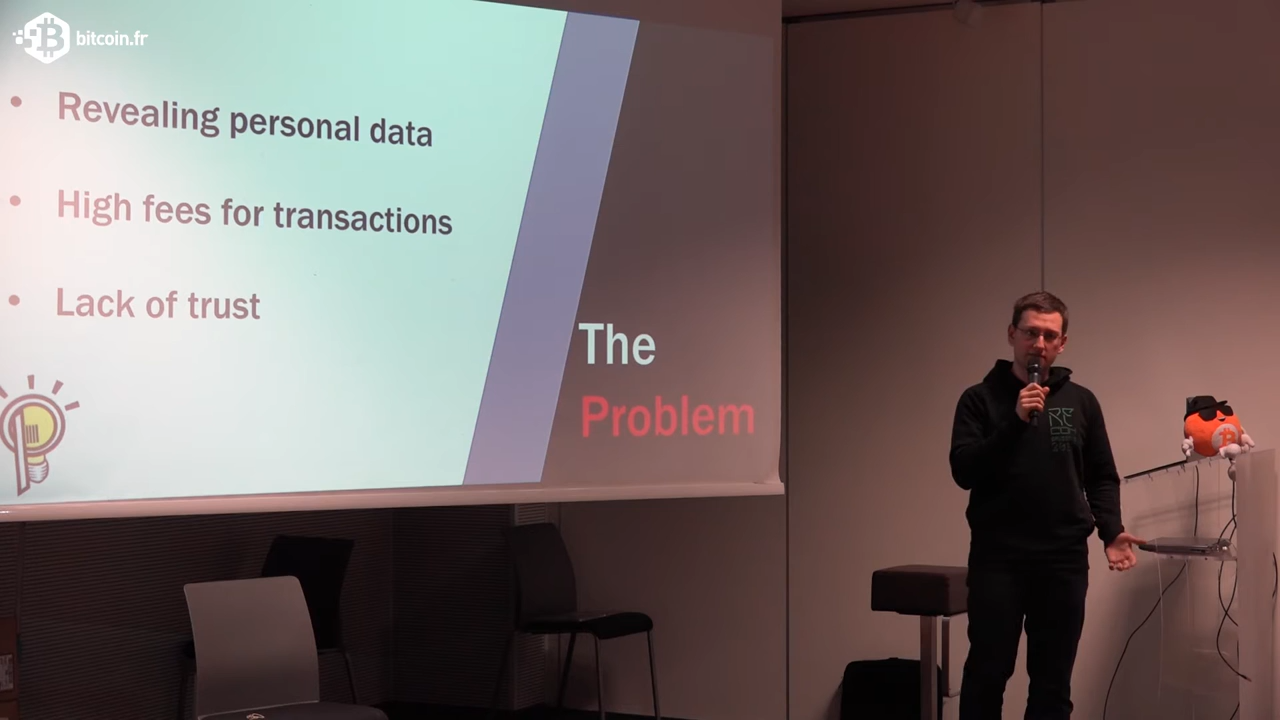 bitcoin.fr
Revealing personal data
High fees for transactions
Lack of trust
The
Problem